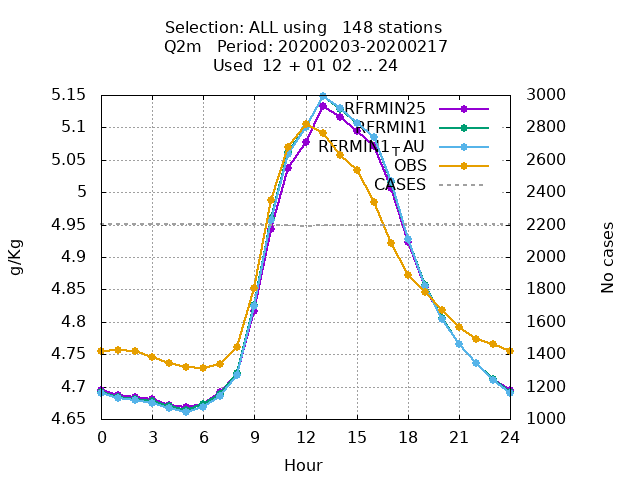 Selection: ALL using   148 stations
Q2m   Period: 20200203-20200217
Used  12 + 01 02 ... 24
5.15
5.1
5.05
5
4.95
4.9
4.85
4.8
4.75
4.7
4.65
g/Kg
RFRMIN25
RFRMIN1
RFRMIN1_AU
OBS
CASES
3000
2800
2600
2400
2200
2000
1800
1600
1400
1200
1000
No cases
0 3 6 9 12 15 18 21 24
Hour